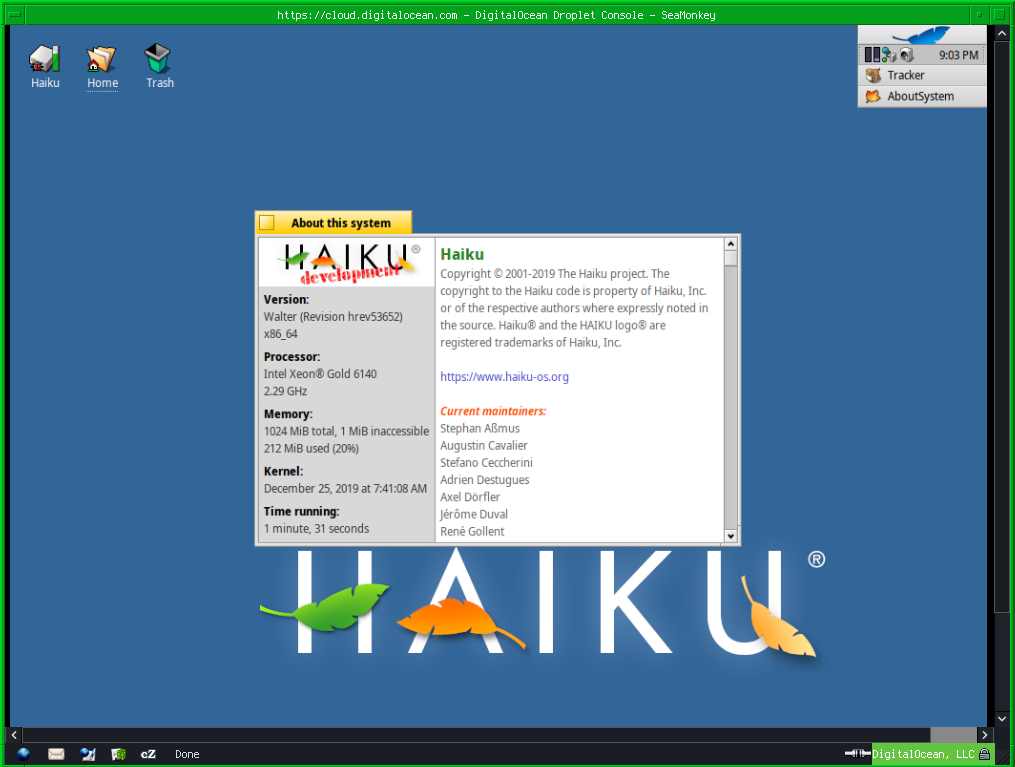 https://cloud.digitalocean.com - DigitalOcean Droplet Console - SeaMonkey
Haiku
Home
Trash
9:03 PM
Tracker
AboutSystem
About this system
HAIKU®
development
Version:
Walter (Revision hrev53652)
x86_64
Processor:
Intel Xeon® Gold 6140
2.29 GHz
Memory:
1024 MiB total, 1 MiB inaccessible
212 MiB used (20%)
Kernel:
December 25, 2019 at 7:41:08 AM
Time running:
1 minute, 31 seconds
Haiku
Copyright © 2001-2019 The Haiku project. The
copyright to the Haiku code is property of Haiku, Inc.
or of the respective authors where expressly noted in
the source. Haiku® and the HAIKU logo® are
registered trademarks of Haiku, Inc.
https://www.haiku-os.org
Current maintainers:
Stephan Aßmus
Augustin Cavalier
Stefano Ceccherini
Adrien Destugues
Axel Dörfler
Jérôme Duval
René Gollent
HAIKU®
cZ
Done
DigitalOcean, LLC